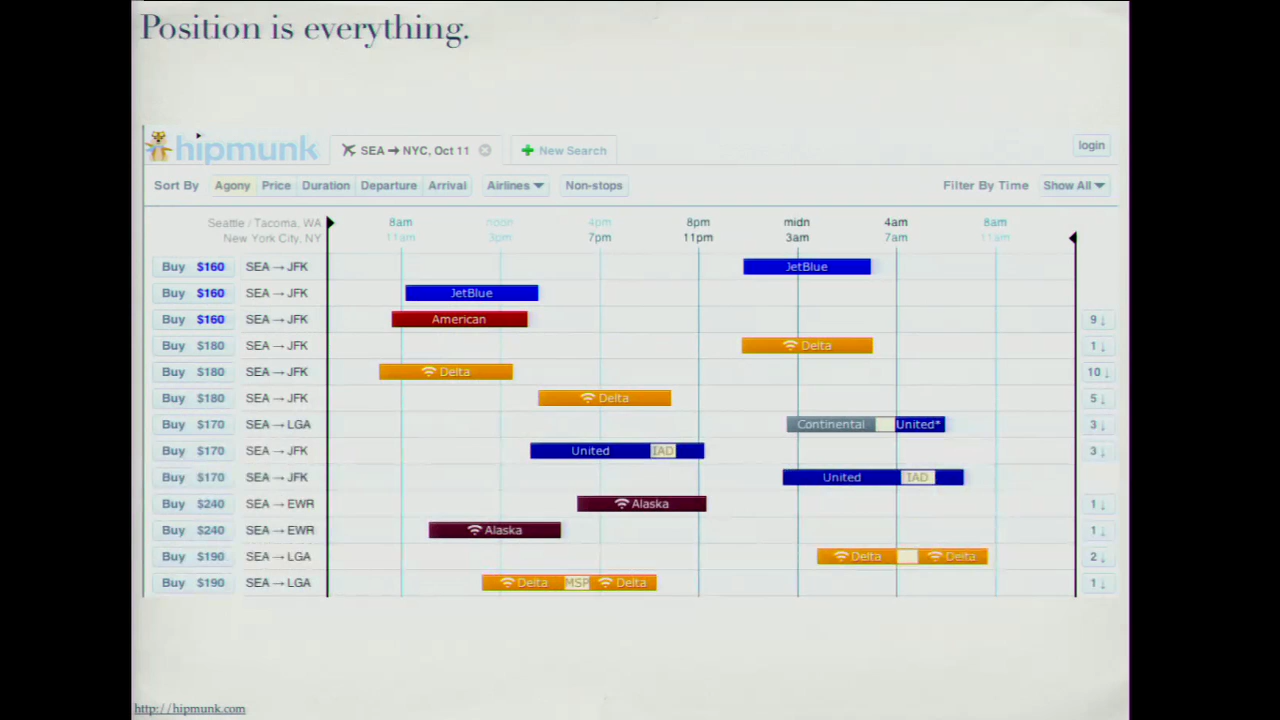 Position is everything.
hipmunk SEA → NYC, Oct 11 New Search login
Sort By Agony Price Duration Departure Arrival Airlines Non-stops Filter By Time Show All
Seattle / Tacoma, WA 8am noon 4pm 8pm midn 4am 8am
New York City, NY 11am 3pm 7pm 11pm 3am 7am 11am
Buy $160 SEA → JFK JetBlue
Buy $160 SEA → JFK JetBlue
Buy $160 SEA → JFK American 9 ↓
Buy $180 SEA → JFK Delta 1 ↓
Buy $180 SEA → JFK Delta 10 ↓
Buy $180 SEA → JFK Delta 5 ↓
Buy $170 SEA → LGA Continental United* 3 ↓
Buy $170 SEA → JFK United IAD 3 ↓
Buy $170 SEA → JFK United IAD
Buy $240 SEA → EWR Alaska 1 ↓
Buy $240 SEA → EWR Alaska 1 ↓
Buy $190 SEA → LGA Delta Delta 2 ↓
Buy $190 SEA → LGA Delta MSP Delta 1 ↓
http://hipmunk.com